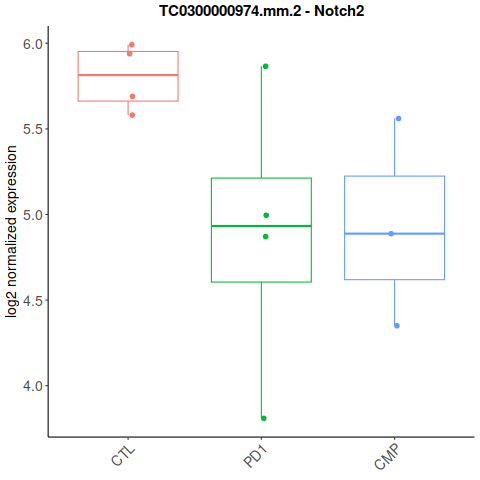 TC0300000974.mm.2 - Notch2
log2 normalized expression
6.0
5.5
5.0
4.5
4.0
CTL
PD1
CMP